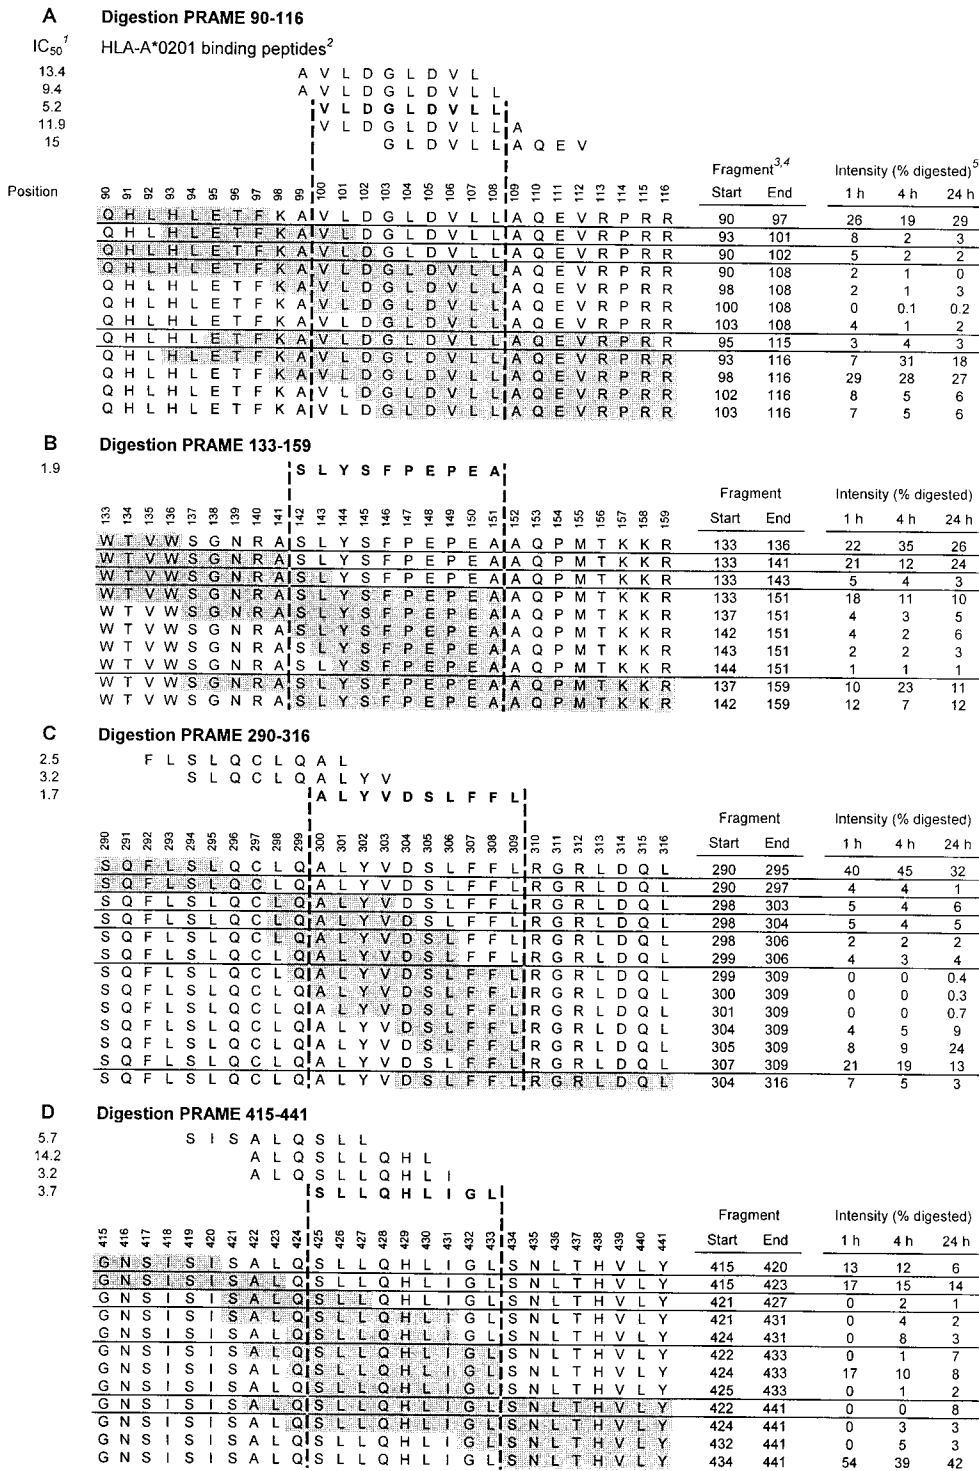 A Digestion PRAME 90-116
IC50 1 HLA-A*0201 binding peptides2
13.4 A V L D G L D V L
9.4 A V L D G L D V L L
5.2 V L D G L D V L L
11.9 V L D G L D V L L A
15 G L D V L L A Q E V
Fragment3,4 Intensity (% digested)5
Position 90 91 92 93 94 95 96 97 98 99 100 101 102 103 104 105 106 107 108 109 110 111 112 113 114 115 116 Start End 1 h 4 h 24 h
Q H L H L E T F K A V L D G L D V L L A Q E V R P R R 90 97 26 19 29
Q H L H L E T F K A V L D G L D V L L A Q E V R P R R 93 101 8 2 3
Q H L H L E T F K A V L D G L D V L L A Q E V R P R R 90 102 5 2 2
Q H L H L E T F K A V L D G L D V L L A Q E V R P R R 90 108 2 1 0
Q H L H L E T F K A V L D G L D V L L A Q E V R P R R 98 108 2 1 3
Q H L H L E T F K A V L D G L D V L L A Q E V R P R R 100 108 0 0.1 0.2
Q H L H L E T F K A V L D G L D V L L A Q E V R P R R 103 108 4 1 2
Q H L H L E T F K A V L D G L D V L L A Q E V R P R R 95 115 3 4 3
Q H L H L E T F K A V L D G L D V L L A Q E V R P R R 93 116 7 31 18
Q H L H L E T F K A V L D G L D V L L A Q E V R P R R 98 116 29 28 27
Q H L H L E T F K A V L D G L D V L L A Q E V R P R R 102 116 8 5 6
Q H L H L E T F K A V L D G L D V L L A Q E V R P R R 103 116 7 5 6
B Digestion PRAME 133-159
1.9 S L Y S F P E P E A
Fragment Intensity (% digested)
133 134 135 136 137 138 139 140 141 142 143 144 145 146 147 148 149 150 151 152 153 154 155 156 157 158 159 Start End 1 h 4 h 24 h
W T V W S G N R A S L Y S F P E P E A A Q P M T K K R 133 136 22 35 26
W T V W S G N R A S L Y S F P E P E A A Q P M T K K R 133 141 21 12 24
W T V W S G N R A S L Y S F P E P E A A Q P M T K K R 133 143 5 4 3
W T V W S G N R A S L Y S F P E P E A A Q P M T K K R 133 151 18 11 10
W T V W S G N R A S L Y S F P E P E A A Q P M T K K R 137 151 4 3 5
W T V W S G N R A S L Y S F P E P E A A Q P M T K K R 142 151 4 2 6
W T V W S G N R A S L Y S F P E P E A A Q P M T K K R 143 151 2 2 3
W T V W S G N R A S L Y S F P E P E A A Q P M T K K R 144 151 1 1 1
W T V W S G N R A S L Y S F P E P E A A Q P M T K K R 137 159 10 23 11
W T V W S G N R A S L Y S F P E P E A A Q P M T K K R 142 159 12 7 12
C Digestion PRAME 290-316
2.5 F L S L Q C L Q A L
3.2 S L Q C L Q A L Y V
1.7 A L Y V D S L F F L
Fragment Intensity (% digested)
290 291 292 293 294 295 296 297 298 299 300 301 302 303 304 305 306 307 308 309 310 311 312 313 314 315 316 Start End 1 h 4 h 24 h
S Q F L S L Q C L Q A L Y V D S L F F L R G R L D Q L 290 295 40 45 32
S Q F L S L Q C L Q A L Y V D S L F F L R G R L D Q L 290 297 4 4 1
S Q F L S L Q C L Q A L Y V D S L F F L R G R L D Q L 298 303 5 4 6
S Q F L S L Q C L Q A L Y V D S L F F L R G R L D Q L 298 304 5 4 5
S Q F L S L Q C L Q A L Y V D S L F F L R G R L D Q L 298 306 2 2 2
S Q F L S L Q C L Q A L Y V D S L F F L R G R L D Q L 299 306 4 3 4
S Q F L S L Q C L Q A L Y V D S L F F L R G R L D Q L 299 309 0 0 0.4
S Q F L S L Q C L Q A L Y V D S L F F L R G R L D Q L 300 309 0 0 0.3
S Q F L S L Q C L Q A L Y V D S L F F L R G R L D Q L 301 309 0 0 0.7
S Q F L S L Q C L Q A L Y V D S L F F L R G R L D Q L 304 309 4 5 9
S Q F L S L Q C L Q A L Y V D S L F F L R G R L D Q L 305 309 8 9 24
S Q F L S L Q C L Q A L Y V D S L F F L R G R L D Q L 307 309 21 19 13
S Q F L S L Q C L Q A L Y V D S L F F L R G R L D Q L 304 316 7 5 3
D Digestion PRAME 415-441
5.7 S I S A L Q S L L
14.2 A L Q S L L Q H L
3.2 A L Q S L L Q H L I
3.7 S L L Q H L I G L
Fragment Intensity (% digested)
415 416 417 418 419 420 421 422 423 424 425 426 427 428 429 430 431 432 433 434 435 436 437 438 439 440 441 Start End 1 h 4 h 24 h
G N S I S I S A L Q S L L Q H L I G L S N L T H V L Y 415 420 13 12 6
G N S I S I S A L Q S L L Q H L I G L S N L T H V L Y 415 423 17 15 14
G N S I S I S A L Q S L L Q H L I G L S N L T H V L Y 421 427 0 2 1
G N S I S I S A L Q S L L Q H L I G L S N L T H V L Y 421 431 0 4 2
G N S I S I S A L Q S L L Q H L I G L S N L T H V L Y 424 431 0 8 3
G N S I S I S A L Q S L L Q H L I G L S N L T H V L Y 422 433 0 1 7
G N S I S I S A L Q S L L Q H L I G L S N L T H V L Y 424 433 17 10 8
G N S I S I S A L Q S L L Q H L I G L S N L T H V L Y 425 433 0 1 2
G N S I S I S A L Q S L L Q H L I G L S N L T H V L Y 422 441 0 0 8
G N S I S I S A L Q S L L Q H L I G L S N L T H V L Y 424 441 0 3 3
G N S I S I S A L Q S L L Q H L I G L S N L T H V L Y 432 441 0 5 3
G N S I S I S A L Q S L L Q H L I G L S N L T H V L Y 434 441 54 39 42